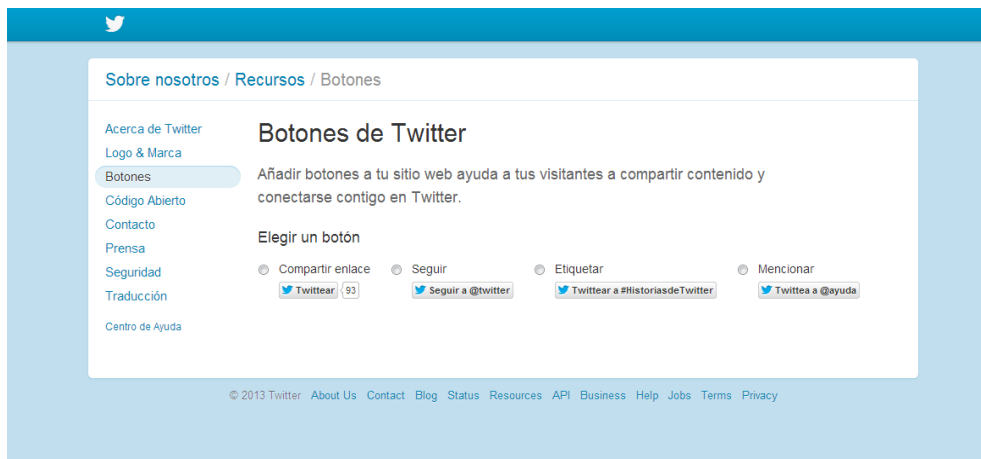 Sobre nosotros / Recursos / Botones
Acerca de Twitter
Logo & Marca
Botones
Código Abierto
Contacto
Prensa
Seguridad
Traducción
Centro de Ayuda
Botones de Twitter
Añadir botones a tu sitio web ayuda a tus visitantes a compartir contenido y
conectarse contigo en Twitter.
Elegir un botón
Compartir enlace Seguir Etiquetar Mencionar
Twittear 93 Seguir a @twitter Twittear a #HistoriasdeTwitter Twittea a @ayuda
© 2013 Twitter About Us Contact Blog Status Resources API Business Help Jobs Terms Privacy